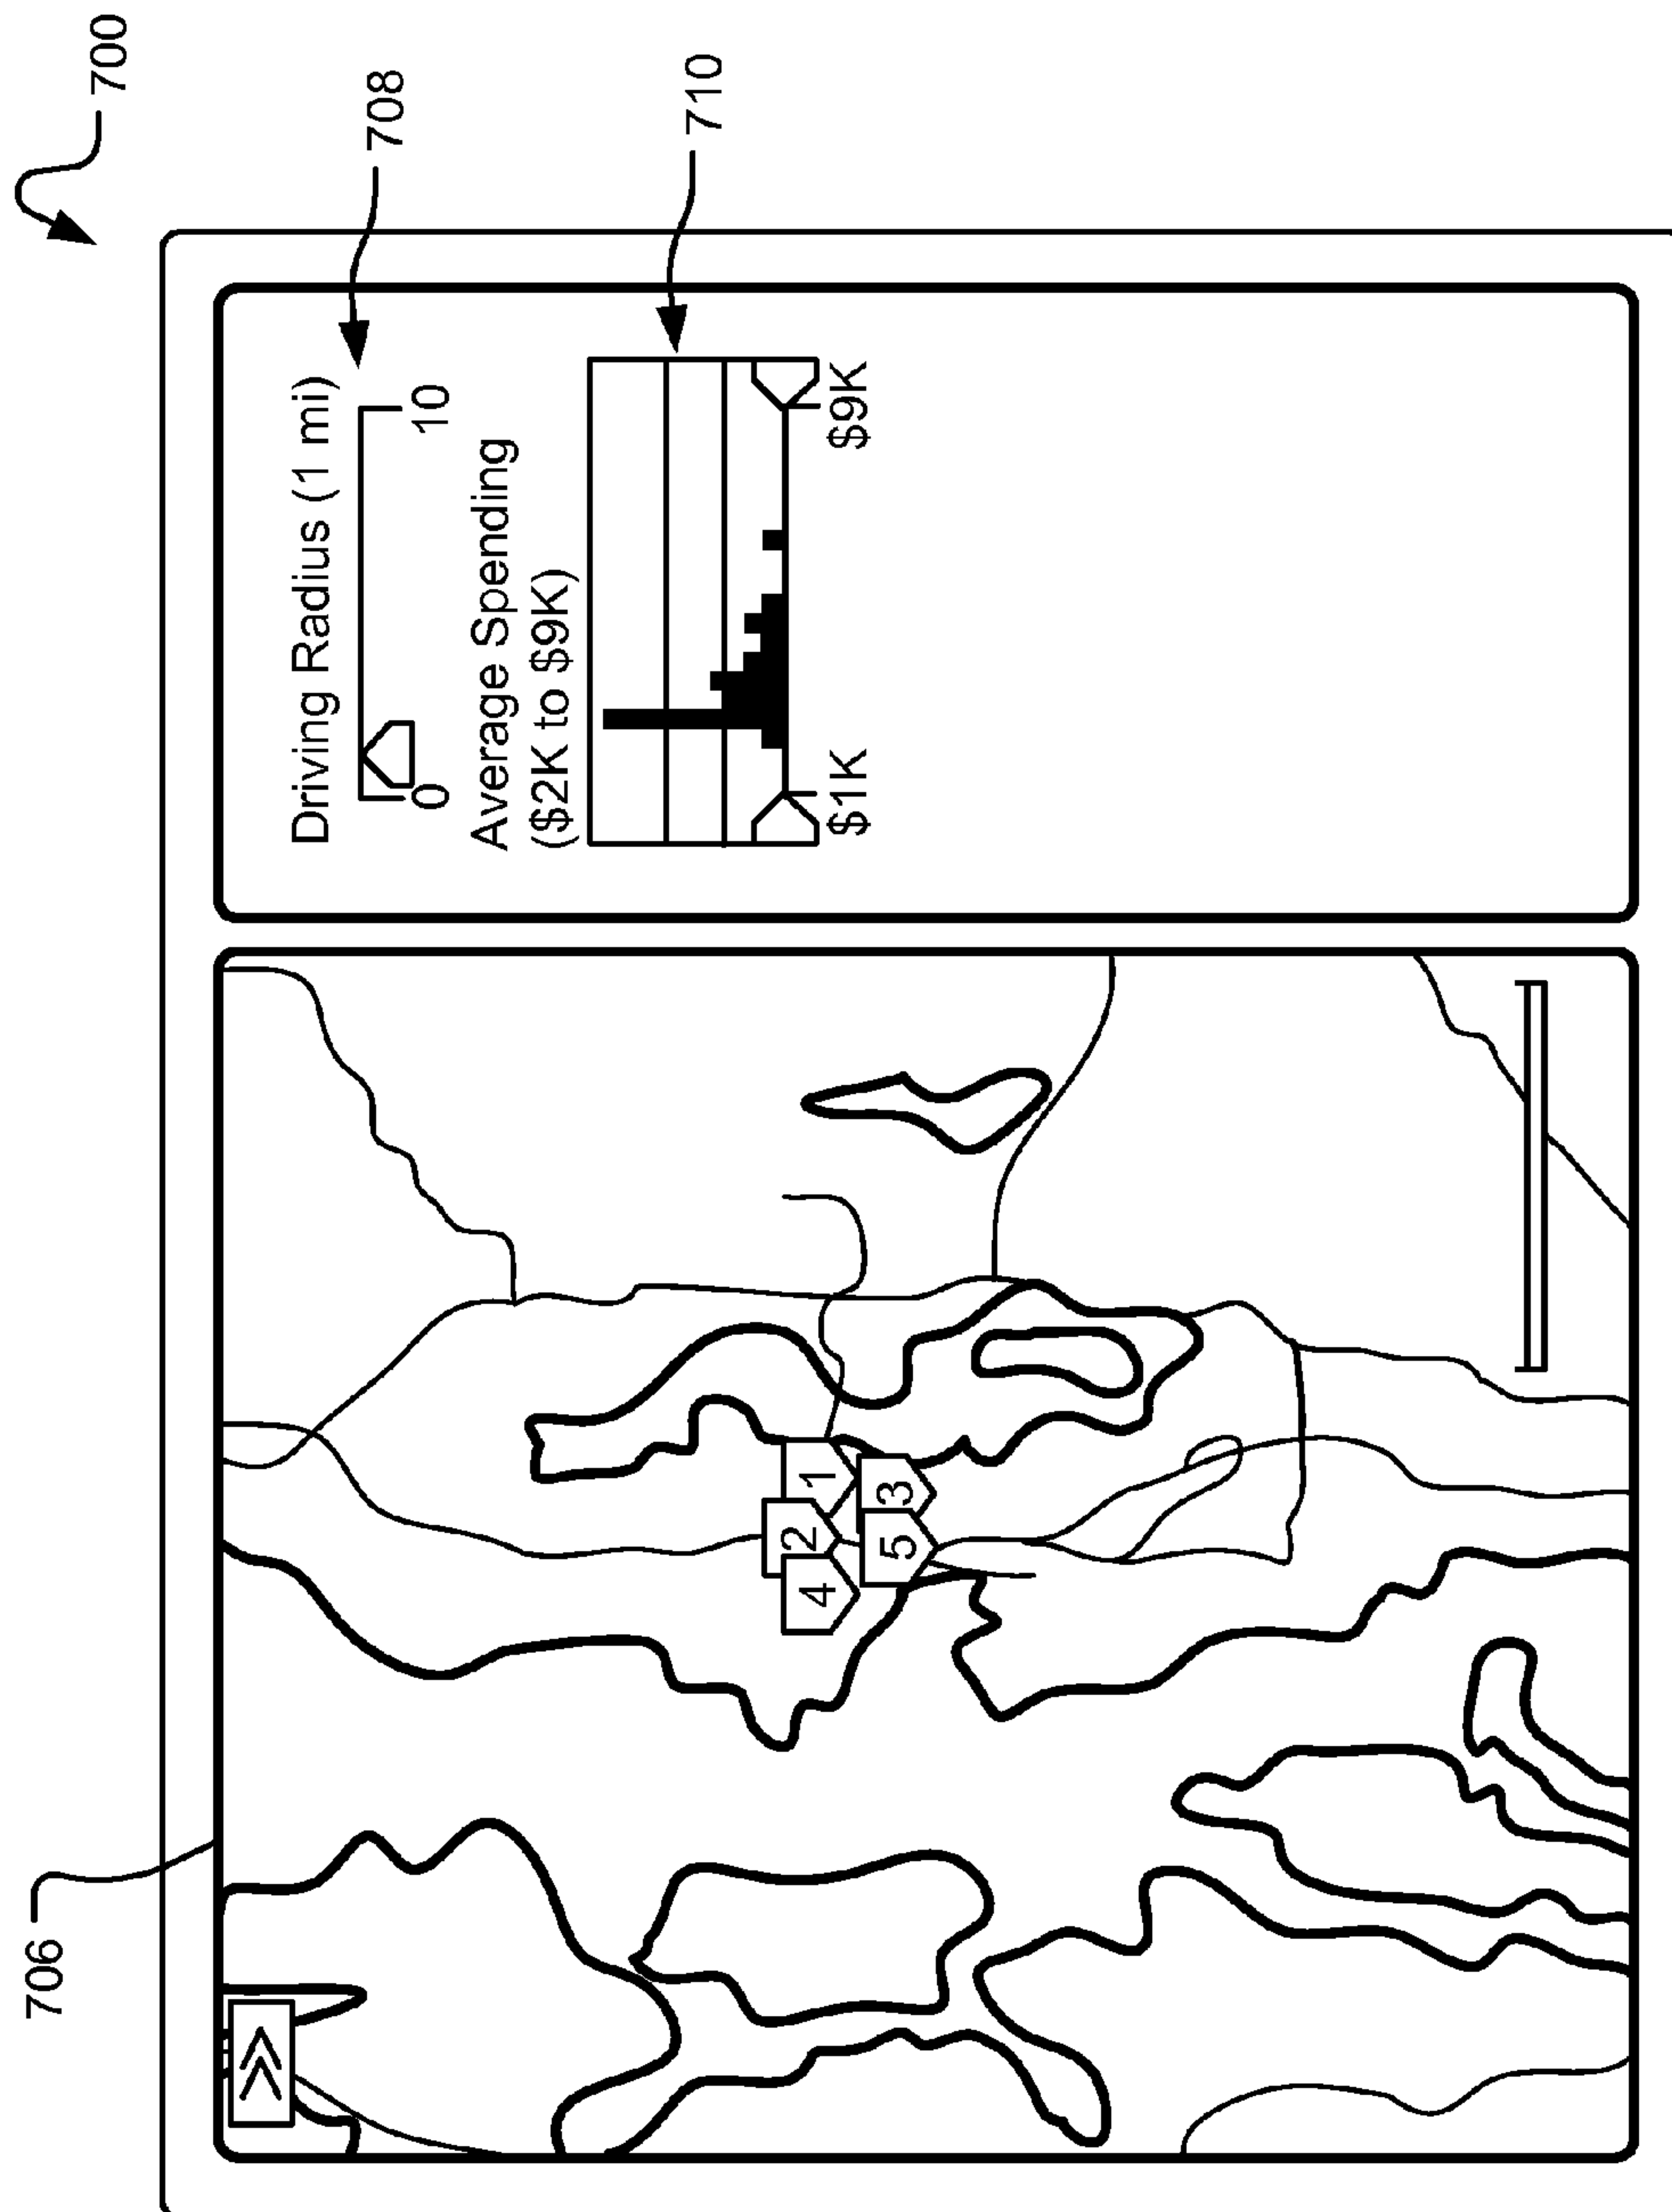 700
706
708
710
Driving Radius (1 mi)
0 10
Average Spending
($2K to $9K)
$1K $9K
1
2
3
4
5